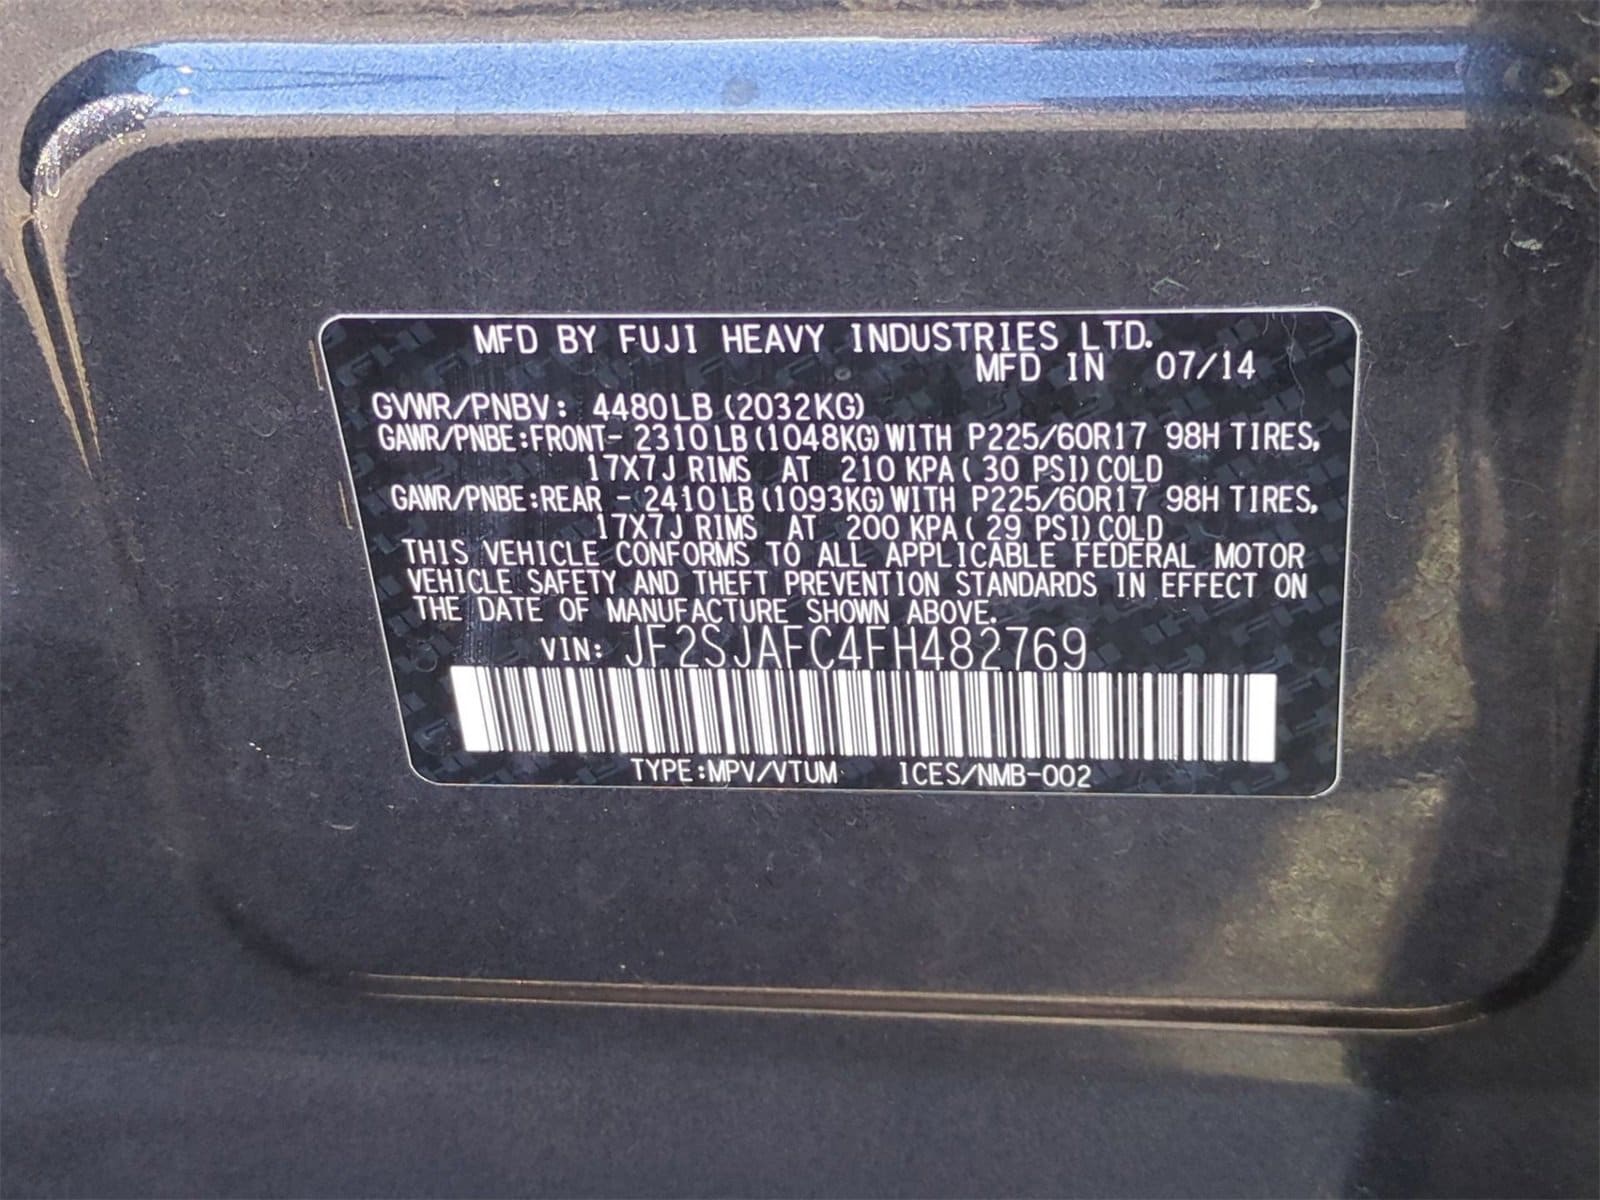 MFD BY FUJI HEAVY INDUSTRIES LTD.
MFD IN 07/14
GVWR/PNBV: 4480LB (2032KG)
GAWR/PNBE:FRONT- 2310LB (1048KG) WITH P225/60R17 98H TIRES,
17X7J RIMS AT 210 KPA ( 30 PSI) COLD
GAWR/PNBE:REAR - 2410LB (1093KG) WITH P225/60R17 98H TIRES,
17X7J RIMS AT 200 KPA ( 29 PSI) COLD
THIS VEHICLE CONFORMS TO ALL APPLICABLE FEDERAL MOTOR
VEHICLE SAFETY AND THEFT PREVENTION STANDARDS IN EFFECT ON
THE DATE OF MANUFACTURE SHOWN ABOVE.
VIN: JF2SJAFC4FH482769
TYPE:MPV/VTUM ICES/NMB-002